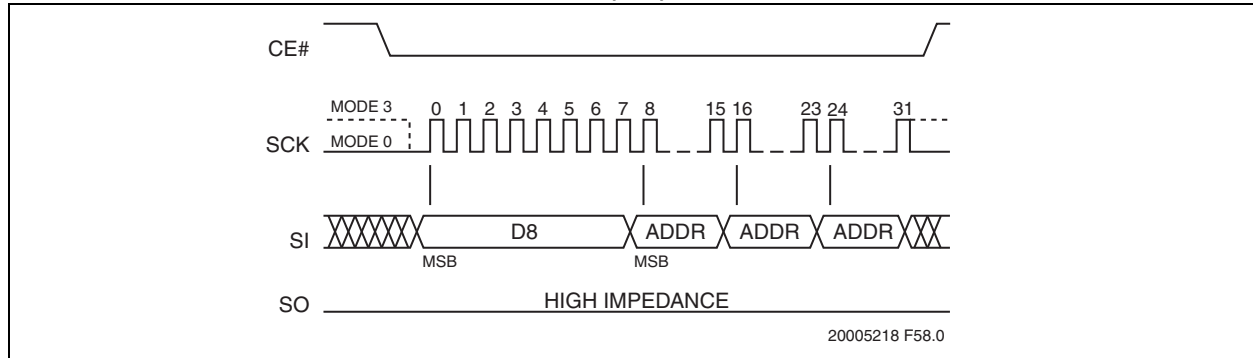 CE#
MODE 3
0 1 2 3 4 5 6 7 8 15 16 23 24 31
SCK MODE 0
SI D8 ADDR ADDR ADDR
MSB MSB
SO HIGH IMPEDANCE
20005218 F58.0